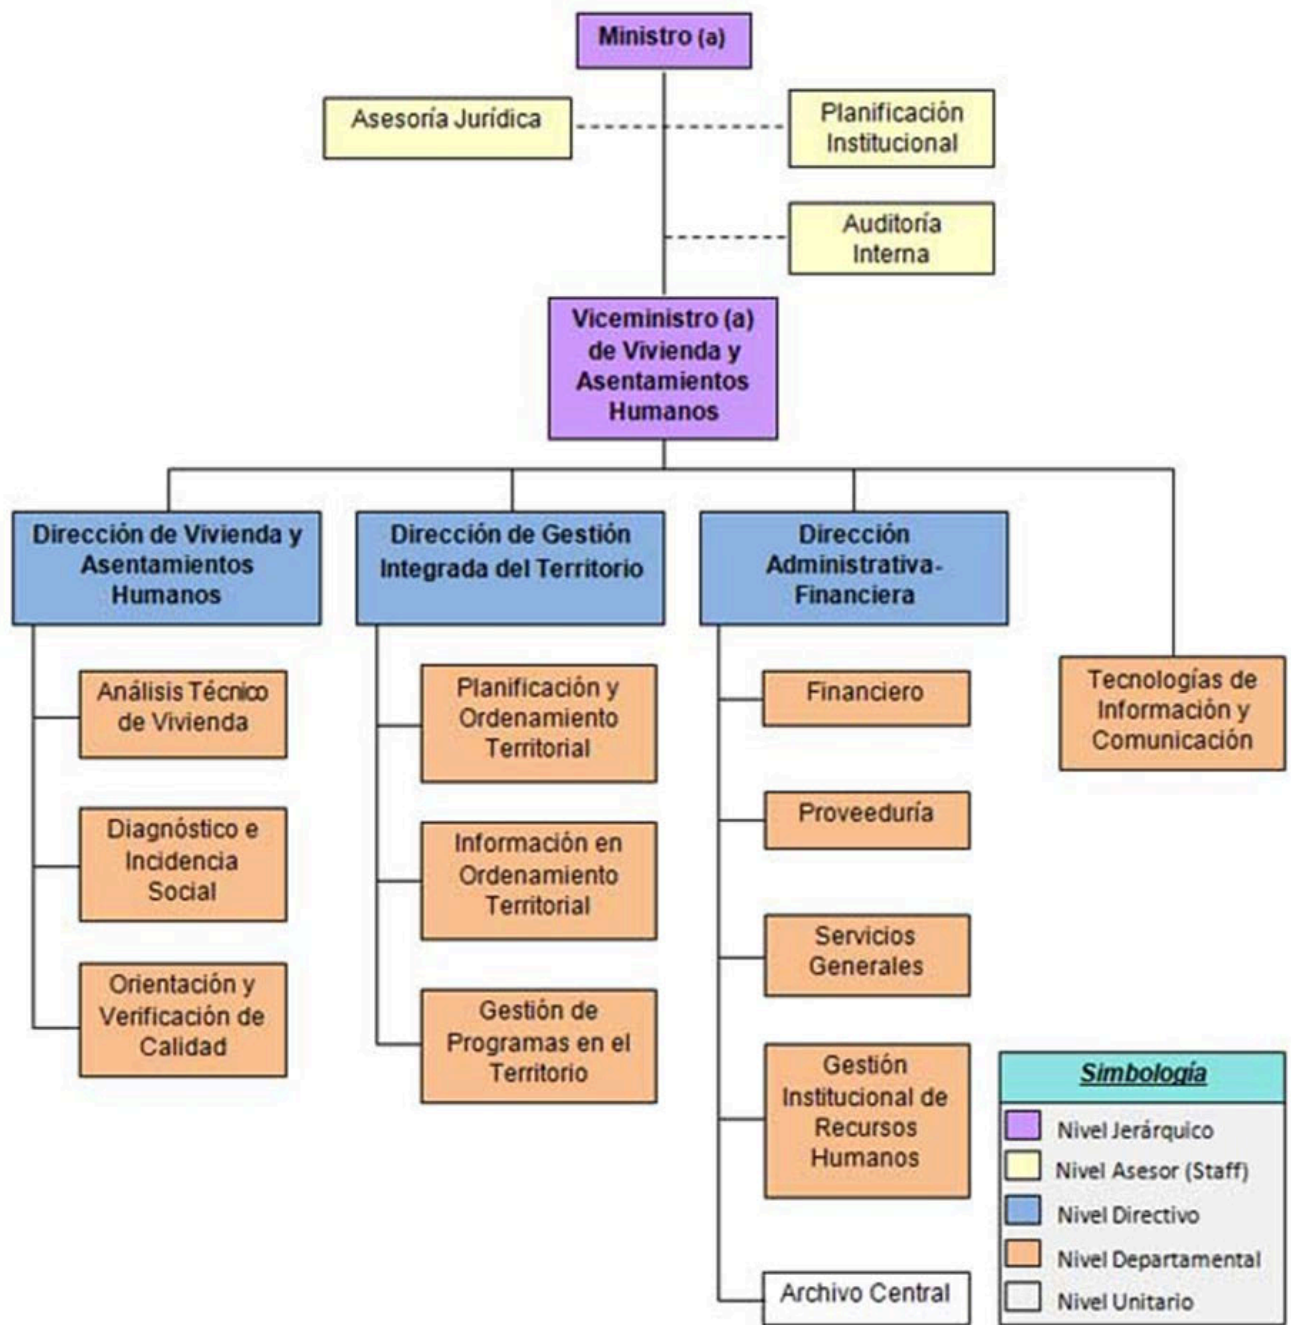 Ministro (a)
Asesoría Jurídica
Planificación
Institucional
Auditoría
Interna
Viceministro (a)
de Vivienda y
Asentamientos
Humanos
Dirección de Vivienda y
Asentamientos
Humanos
Dirección de Gestión
Integrada del Territorio
Dirección
Administrativa-
Financiera
Análisis Técnico
de Vivienda
Diagnóstico e
Incidencia
Social
Orientación y
Verificación de
Calidad
Planificación y
Ordenamiento
Territorial
Información en
Ordenamiento
Territorial
Gestión de
Programas en el
Territorio
Financiero
Proveeduría
Servicios
Generales
Gestión
Institucional de
Recursos
Humanos
Archivo Central
Tecnologías de
Información y
Comunicación
Simbología
Nivel Jerárquico
Nivel Asesor (Staff)
Nivel Directivo
Nivel Departamental
Nivel Unitario